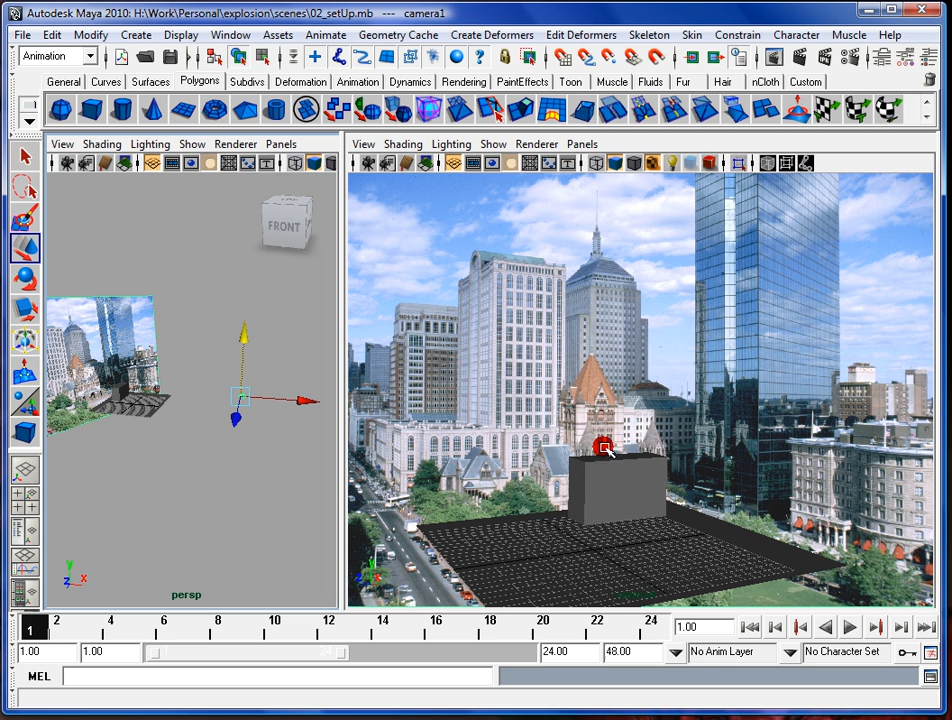 Autodesk Maya 2010: H:\Work\Personal\explosion\scenes\02_setUp.mb --- camera1
File Edit Modify Create Display Window Assets Animate Geometry Cache Create Deformers Edit Deformers Skeleton Skin Constrain Character Muscle Help
Animation
General Curves Surfaces Polygons Subdivs Deformation Animation Dynamics Rendering PaintEffects Toon Muscle Fluids Fur Hair nCloth Custom
View Shading Lighting Show Renderer Panels
View Shading Lighting Show Renderer Panels
FRONT
y
z x
persp
1 2 4 6 8 10 12 14 16 18 20 22 24 1.00
1.00 1.00 24 24.00 48.00 No Anim Layer No Character Set
MEL